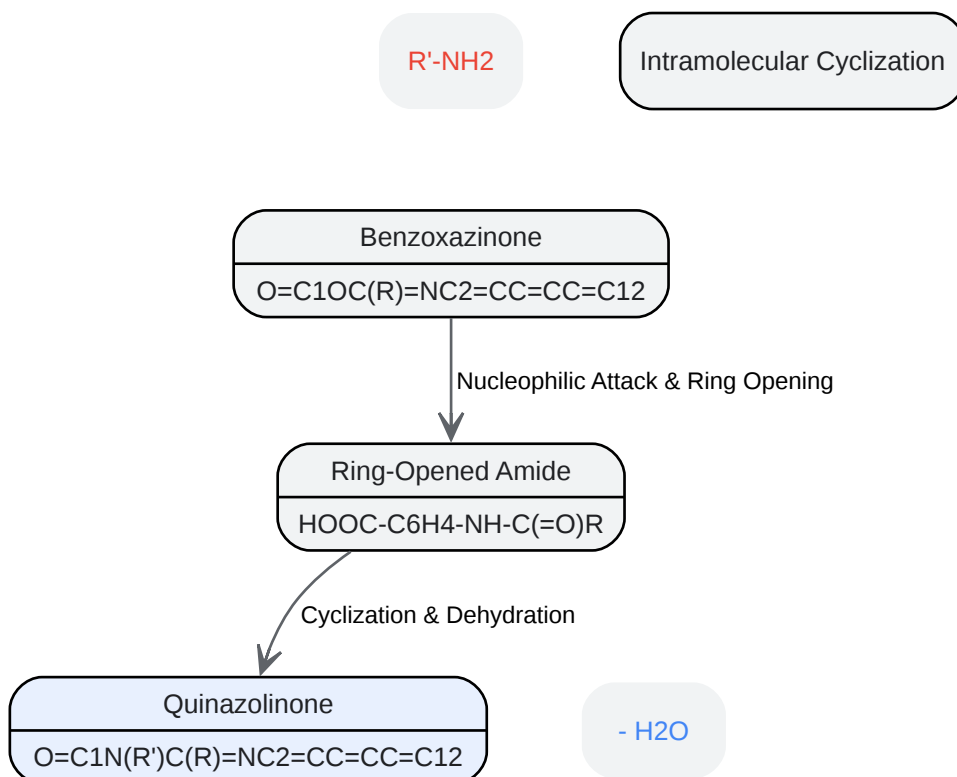 R'-NH2
Intramolecular Cyclization
Benzoxazinone
O=C1OC(R)=NC2=CC=CC=C12
Nucleophilic Attack & Ring Opening
Ring-Opened Amide
HOOC-C6H4-NH-C(=O)R
Cyclization & Dehydration
Quinazolinone
O=C1N(R')C(R)=NC2=CC=CC=C12
- H2O